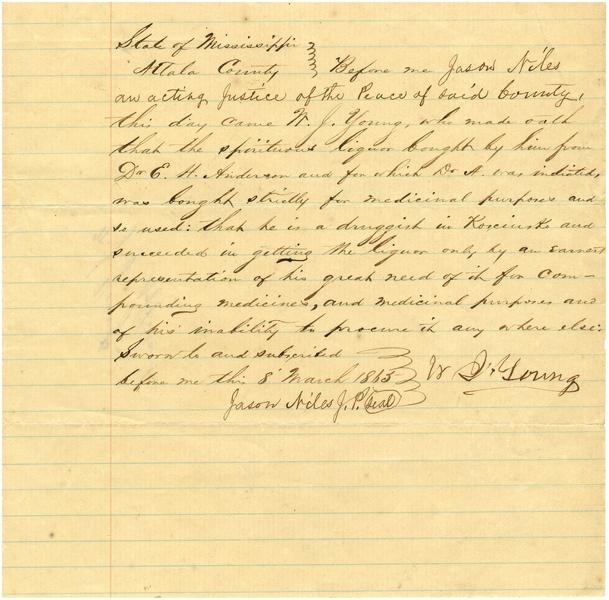 State of Mississippi
Attala County } Before me Jason Niles
an acting Justice of the Peace of said County,
this day came W. J. Young, who made oath
that the spirituous liquor bought by him from
Dr E. H. Anderson and for which Dr A. was indicted,
was bought strictly for medicinal purposes and
so used: that he is a druggist in Kosciusko and
succeeded in getting the liquor only by an earnest
representation of his great need of it for com-
pounding medicines, and medicinal purposes and
of his inability to procure it any where else.
Sworn to and subscribed
before me this 8 March 1865 } W J. Young
Jason Niles J. P. Seal